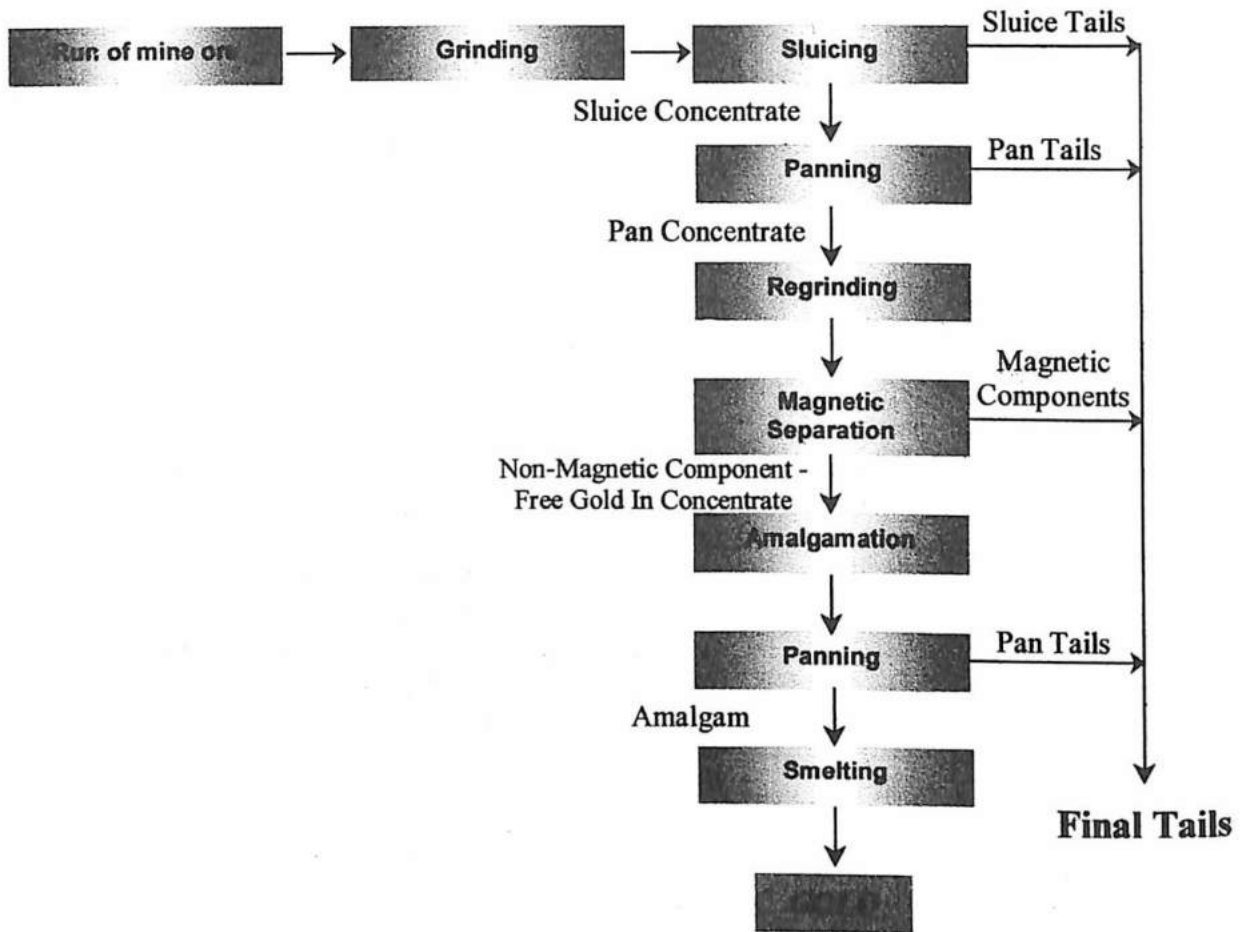 Run of mine ore
Grinding
Sluicing
Sluice Tails
Sluice Concentrate
Panning
Pan Tails
Pan Concentrate
Regrinding
Magnetic
Separation
Magnetic
Components
Non-Magnetic Component -
Free Gold In Concentrate
Amalgamation
Panning
Pan Tails
Amalgam
Smelting
Final Tails
GOLD